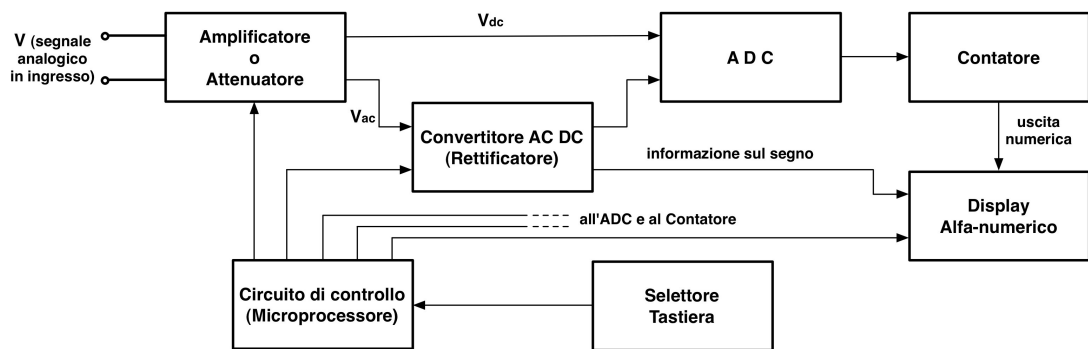 V (segnale
analogico
in ingresso)
Amplificatore
o
Attenuatore
Vdc
Vac
Convertitore AC DC
(Rettificatore)
A D C
Contatore
uscita
numerica
informazione sul segno
Display
Alfa-numerico
all'ADC e al Contatore
Circuito di controllo
(Microprocessore)
Selettore
Tastiera